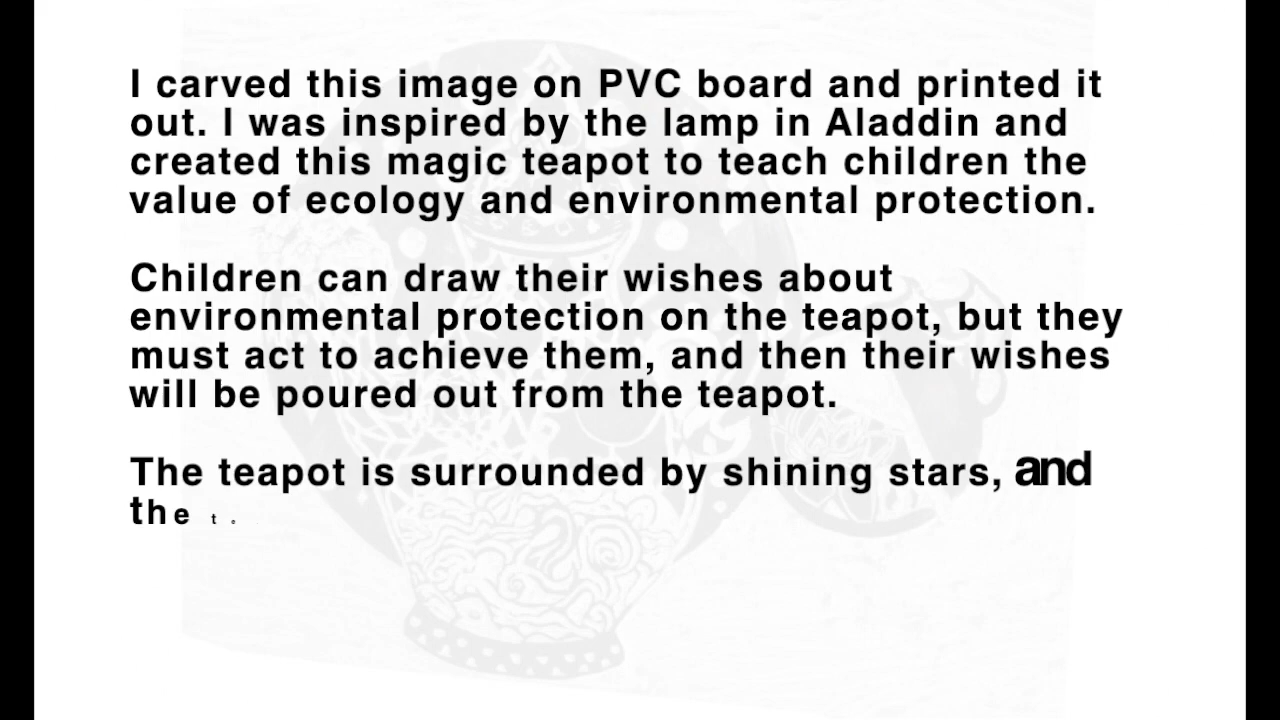 I carved this image on PVC board and printed it
out. I was inspired by the lamp in Aladdin and
created this magic teapot to teach children the
value of ecology and environmental protection.
Children can draw their wishes about
environmental protection on the teapot, but they
must act to achieve them, and then their wishes
will be poured out from the teapot.
The teapot is surrounded by shining stars, and
the